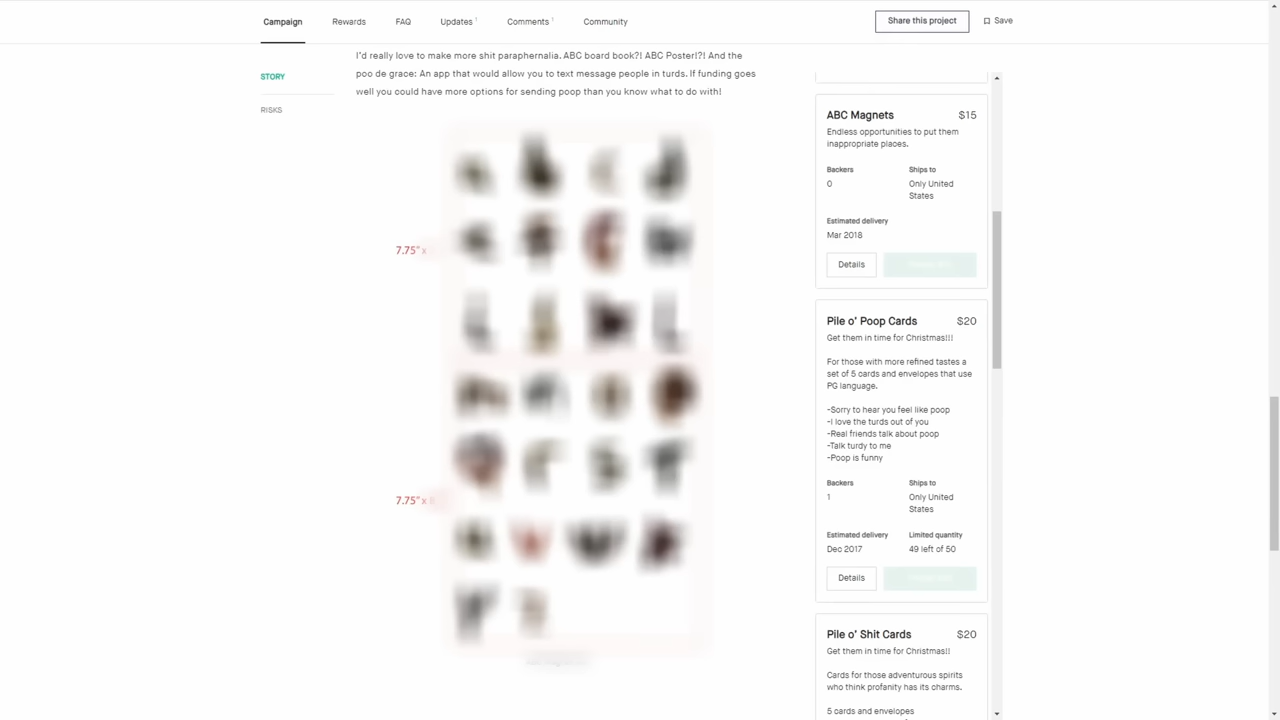 Campaign
Rewards
FAQ
Updates 1
Comments 1
Community
Share this project
Save
STORY
RISKS
I'd really love to make more shit paraphernalia. ABC board book?! ABC Poster!?! And the
poo de grace: An app that would allow you to text message people in turds. If funding goes
well you could have more options for sending poop than you know what to do with!
7.75" x
7.75" x
ABC Magnets $15
Endless opportunities to put them
inappropriate places.
Backers Ships to
0 Only United
States
Estimated delivery
Mar 2018
Details
Pile o' Poop Cards $20
Get them in time for Christmas!!!
For those with more refined tastes a
set of 5 cards and envelopes that use
PG language.
-Sorry to hear you feel like poop
-I love the turds out of you
-Real friends talk about poop
-Talk turdy to me
-Poop is funny
Backers Ships to
1 Only United
States
Estimated delivery Limited quantity
Dec 2017 49 left of 50
Details
Pile o' Shit Cards $20
Get them in time for Christmas!!
Cards for those adventurous spirits
who think profanity has its charms.
5 cards and envelopes